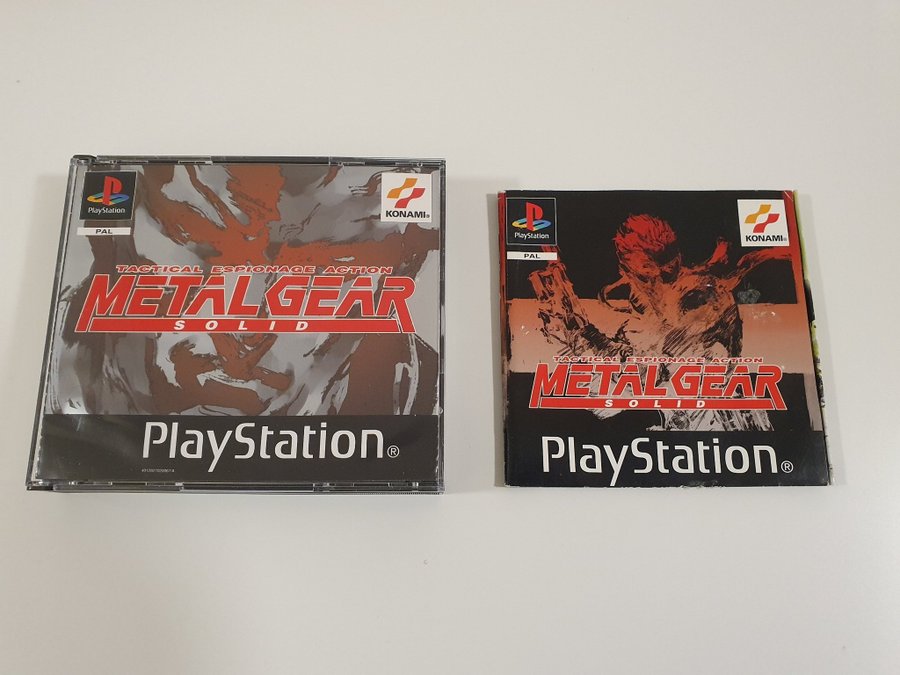 PlayStation
PAL
KONAMI®
TACTICAL ESPIONAGE ACTION
METAL GEAR
SOLID
PlayStation®
PlayStation
PAL
KONAMI®
TACTICAL ESPIONAGE ACTION
METAL GEAR
SOLID
PlayStation®